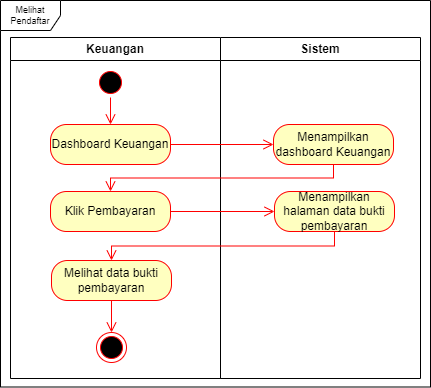 Melihat
Pendaftar
Keuangan
Sistem
Dashboard Keuangan
Menampilkan
dashboard Keuangan
Klik Pembayaran
Menampilkan
halaman data bukti
pembayaran
Melihat data bukti
pembayaran